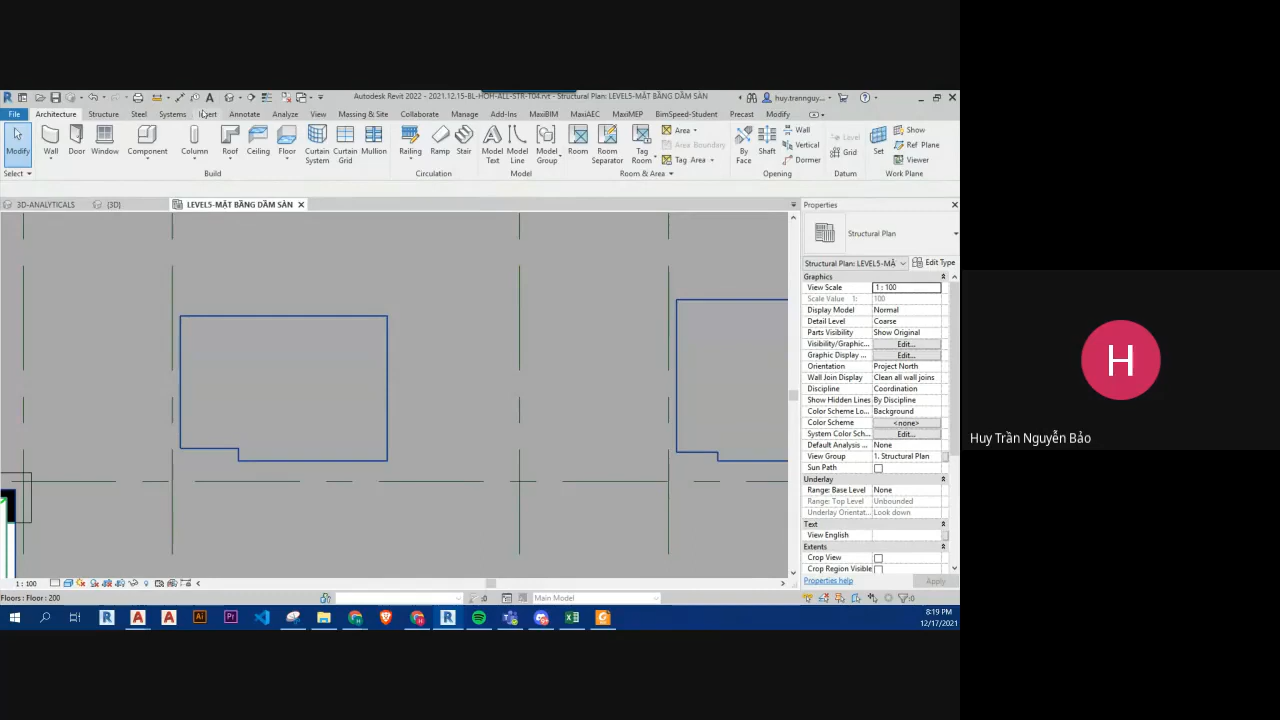 Autodesk Revit 2022 - 2021.12.15-BL-HOH-ALL-STR-T04.rvt - Structural Plan: LEVEL5-MẶT BẰNG DẦM SÀN
huy.trannguy...
File Architecture Structure Steel Systems Insert Annotate Analyze View Massing & Site Collaborate Manage Add-Ins MaxiBIM MaxiAEC MaxiMEP BimSpeed-Student Precast Modify
Modify Wall Door Window Component Column Roof Ceiling Floor Curtain System Curtain Grid Mullion Railing Ramp Stair Model Text Model Line Model Group Room Room Separator Tag Room By Face Shaft Set
Area Wall Level Show
Area Boundary Vertical Grid Ref Plane
Tag Area Dormer Viewer
Select Build Circulation Model Room & Area Opening Datum Work Plane
3D-ANALYTICALS {3D} LEVEL5-MẶT BẰNG DẦM SÀN
Properties
Structural Plan
Structural Plan: LEVEL5-MẶ Edit Type
Graphics
View Scale 1 : 100
Scale Value 1: 100
Display Model Normal
Detail Level Coarse
Parts Visibility Show Original
Visibility/Graphic... Edit...
Graphic Display ... Edit...
Orientation Project North
Wall Join Display Clean all wall joins
Discipline Coordination
Show Hidden Lines By Discipline
Color Scheme Lo... Background
Color Scheme <none>
System Color Sch... Edit...
Default Analysis ... None
View Group 1. Structural Plan
Sun Path
Underlay
Range: Base Level None
Range: Top Level Unbounded
Underlay Orientat... Look down
Text
View English
Extents
Crop View
Crop Region Visible
Properties help Apply
1 : 100
Floors : Floor : 200 :0 Main Model :0
8:19 PM
12/17/2021
H
Huy Trần Nguyễn Bảo